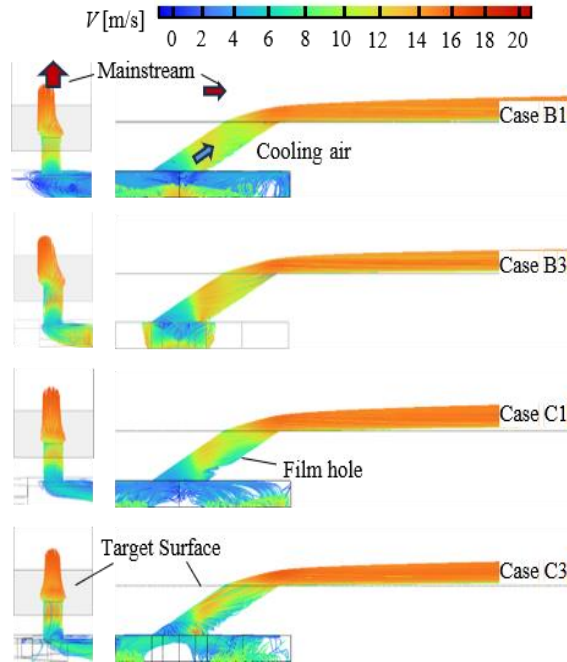 V [m/s]
0 2 4 6 8 10 12 14 16 18 20
Mainstream
Case B1
Cooling air
Case B3
Case C1
Film hole
Target Surface
Case C3